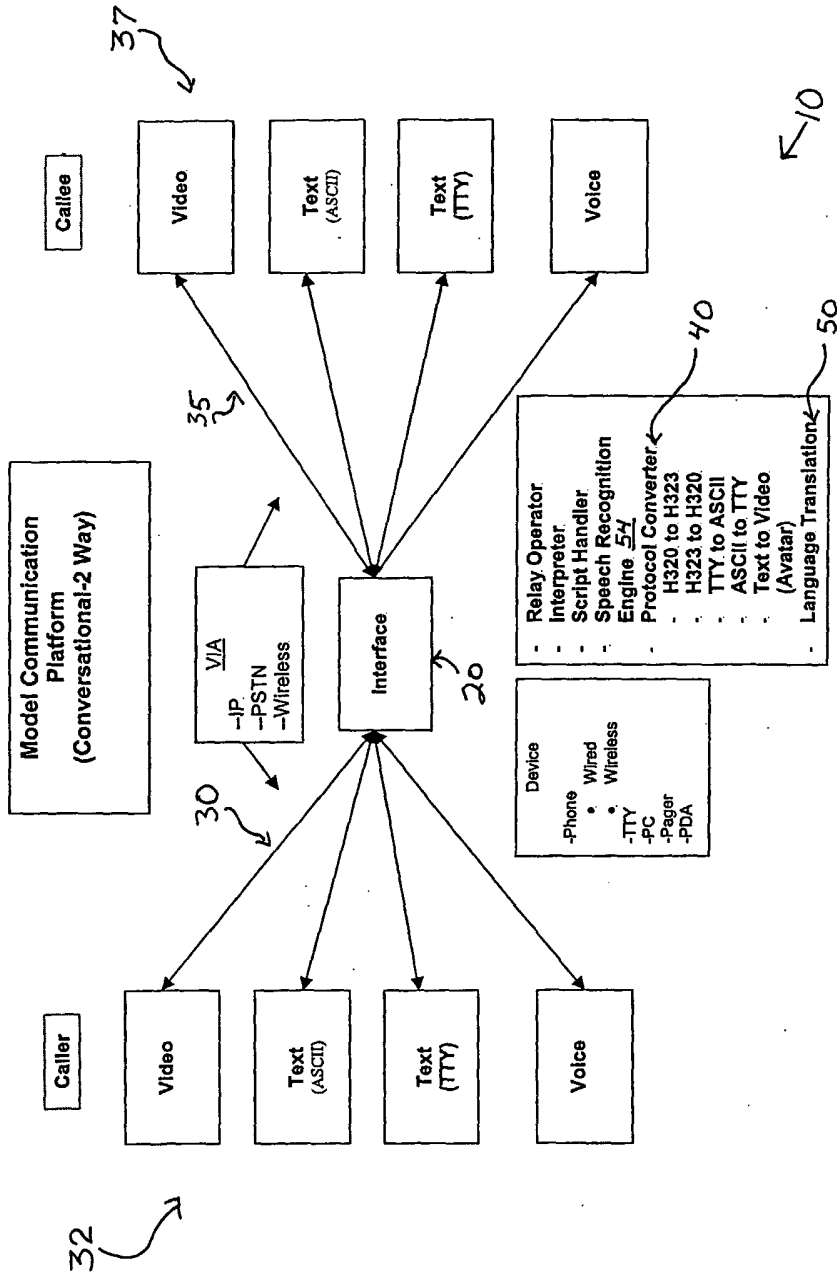 Model Communication
Platform
(Conversational-2 Way)
Caller
Callee
32
37
Video
Text
(ASCII)
Text
(TTY)
Voice
30
VIA
--IP
--PSTN
--Wireless
35
Interface
20
Video
Text
(ASCII)
Text
(TTY)
Voice
Device
-Phone
• Wired
• Wireless
-TTY
-PC
-Pager
-PDA
- Relay Operator
- Interpreter
- Script Handler
- Speech Recognition
Engine 54
- Protocol Converter
- H320 to H323
- H323 to H320
- TTY to ASCII
- ASCII to TTY
- Text to Video
(Avatar)
- Language Translation
40
50
10